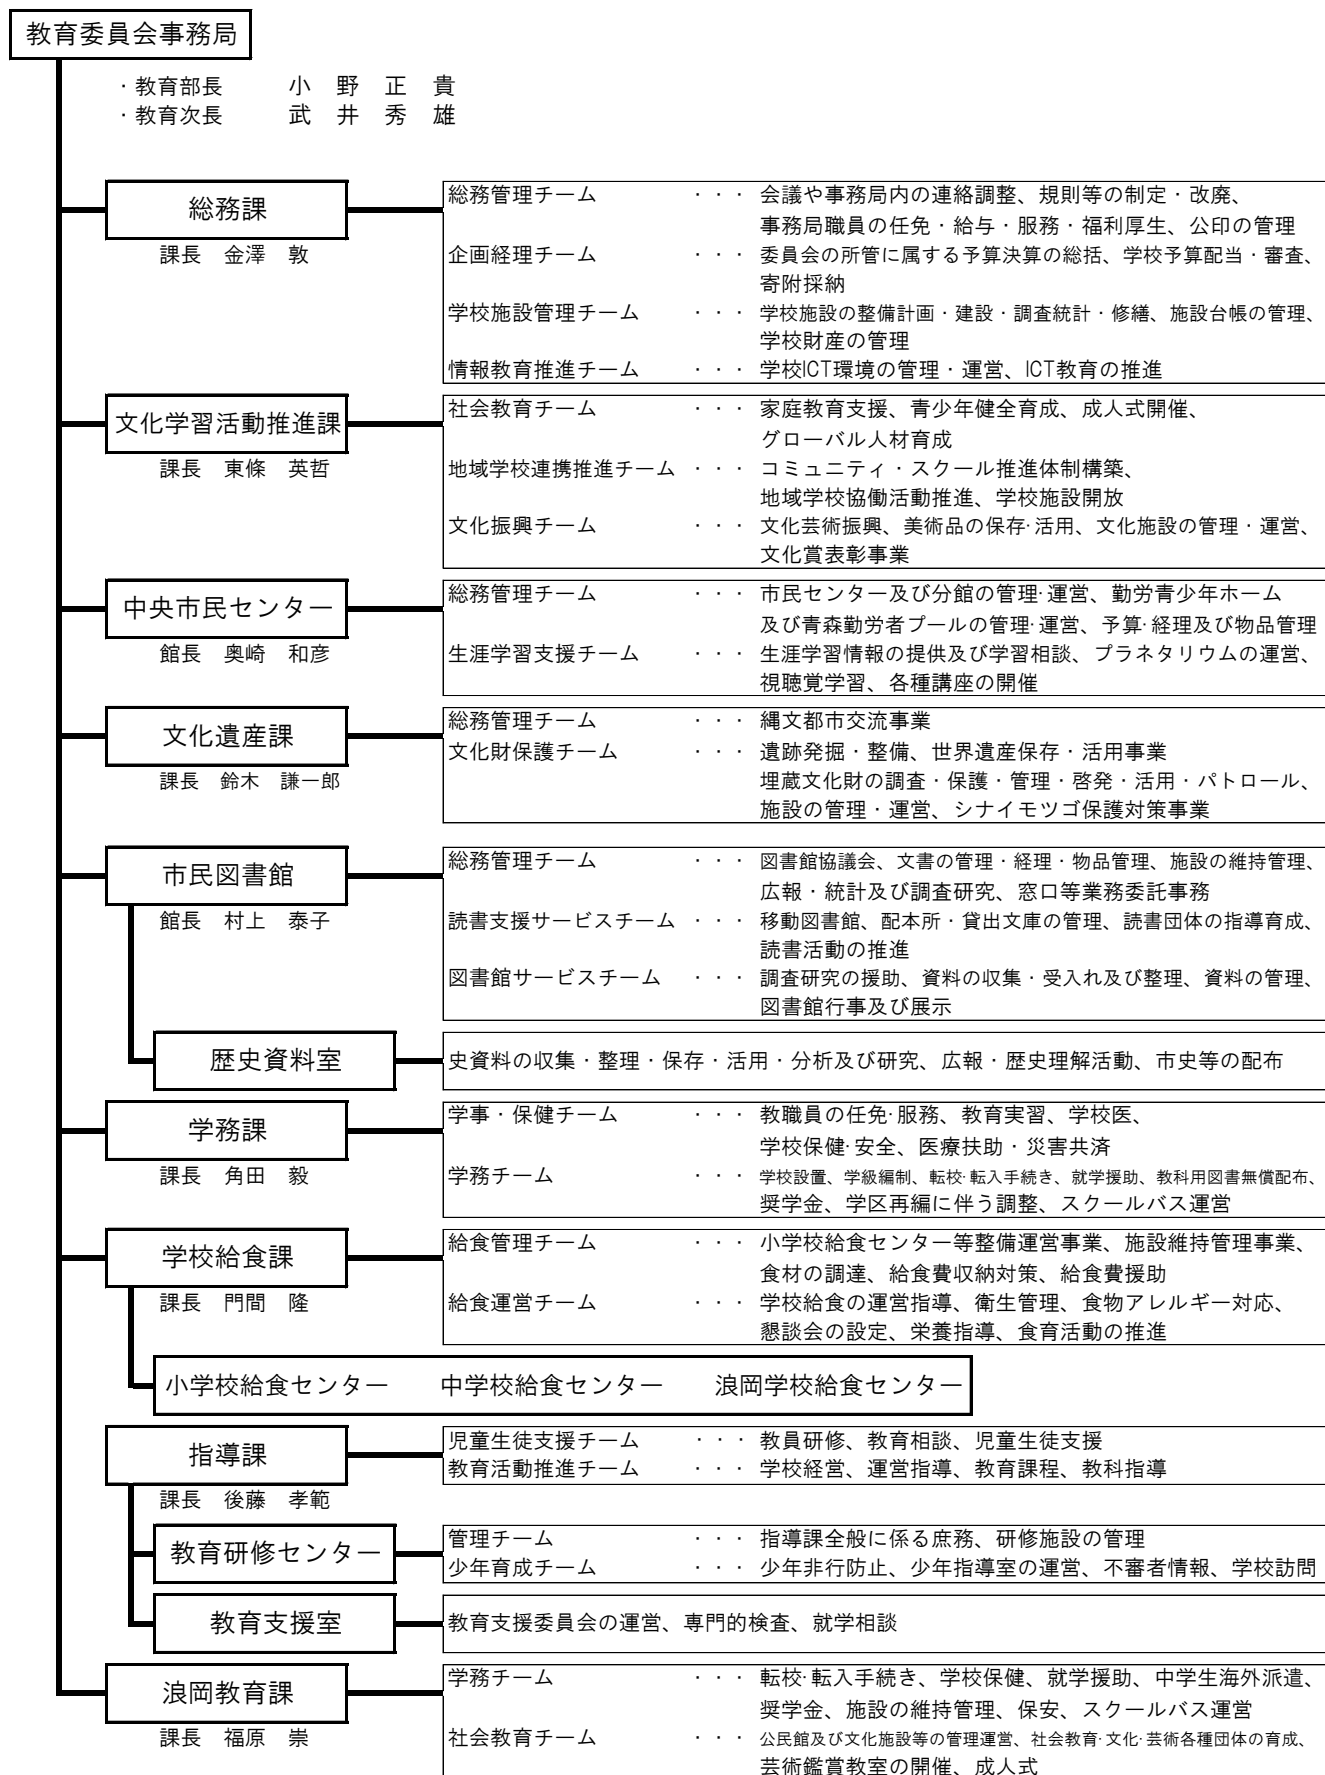 教育委員会事務局
・教育部長　小　野　正　貴
・教育次長　武　井　秀　雄
総務課
課長　金澤　敦
総務管理チーム　・・・　会議や事務局内の連絡調整、規則等の制定・改廃、
事務局職員の任免・給与・服務・福利厚生、公印の管理
企画経理チーム　・・・　委員会の所管に属する予算決算の総括、学校予算配当・審査、
寄附採納
学校施設管理チーム　・・・　学校施設の整備計画・建設・調査統計・修繕、施設台帳の管理、
学校財産の管理
情報教育推進チーム　・・・　学校ICT環境の管理・運営、ICT教育の推進
文化学習活動推進課
課長　東條　英哲
社会教育チーム　・・・　家庭教育支援、青少年健全育成、成人式開催、
グローバル人材育成
地域学校連携推進チーム　・・・　コミュニティ・スクール推進体制構築、
地域学校協働活動推進、学校施設開放
文化振興チーム　・・・　文化芸術振興、美術品の保存・活用、文化施設の管理・運営、
文化賞表彰事業
中央市民センター
館長　奥崎　和彦
総務管理チーム　・・・　市民センター及び分館の管理・運営、勤労青少年ホーム
及び青森勤労者プールの管理・運営、予算・経理及び物品管理
生涯学習支援チーム　・・・　生涯学習情報の提供及び学習相談、プラネタリウムの運営、
視聴覚学習、各種講座の開催
文化遺産課
課長　鈴木　謙一郎
総務管理チーム　・・・　縄文都市交流事業
文化財保護チーム　・・・　遺跡発掘・整備、世界遺産保存・活用事業
埋蔵文化財の調査・保護・管理・啓発・活用・パトロール、
施設の管理・運営、シナイモツゴ保護対策事業
市民図書館
館長　村上　泰子
総務管理チーム　・・・　図書館協議会、文書の管理・経理・物品管理、施設の維持管理、
広報・統計及び調査研究、窓口等業務委託事務
読書支援サービスチーム　・・・　移動図書館、配本所・貸出文庫の管理、読書団体の指導育成、
読書活動の推進
図書館サービスチーム　・・・　調査研究の援助、資料の収集・受入れ及び整理、資料の管理、
図書館行事及び展示
歴史資料室
史資料の収集・整理・保存・活用・分析及び研究、広報・歴史理解活動、市史等の配布
学務課
課長　角田　毅
学事・保健チーム　・・・　教職員の任免・服務、教育実習、学校医、
学校保健・安全、医療扶助・災害共済
学務チーム　・・・　学校設置、学級編制、転校・転入手続き、就学援助、教科用図書無償配布、
奨学金、学区再編に伴う調整、スクールバス運営
学校給食課
課長　門間　隆
給食管理チーム　・・・　小学校給食センター等整備運営事業、施設維持管理事業、
食材の調達、給食費収納対策、給食費援助
給食運営チーム　・・・　学校給食の運営指導、衛生管理、食物アレルギー対応、
懇談会の設定、栄養指導、食育活動の推進
小学校給食センター　中学校給食センター　浪岡学校給食センター
指導課
課長　後藤　孝範
児童生徒支援チーム　・・・　教員研修、教育相談、児童生徒支援
教育活動推進チーム　・・・　学校経営、運営指導、教育課程、教科指導
教育研修センター
管理チーム　・・・　指導課全般に係る庶務、研修施設の管理
少年育成チーム　・・・　少年非行防止、少年指導室の運営、不審者情報、学校訪問
教育支援室
教育支援委員会の運営、専門的検査、就学相談
浪岡教育課
課長　福原　崇
学務チーム　・・・　転校・転入手続き、学校保健、就学援助、中学生海外派遣、
奨学金、施設の維持管理、保安、スクールバス運営
社会教育チーム　・・・　公民館及び文化施設等の管理運営、社会教育・文化・芸術各種団体の育成、
芸術鑑賞教室の開催、成人式